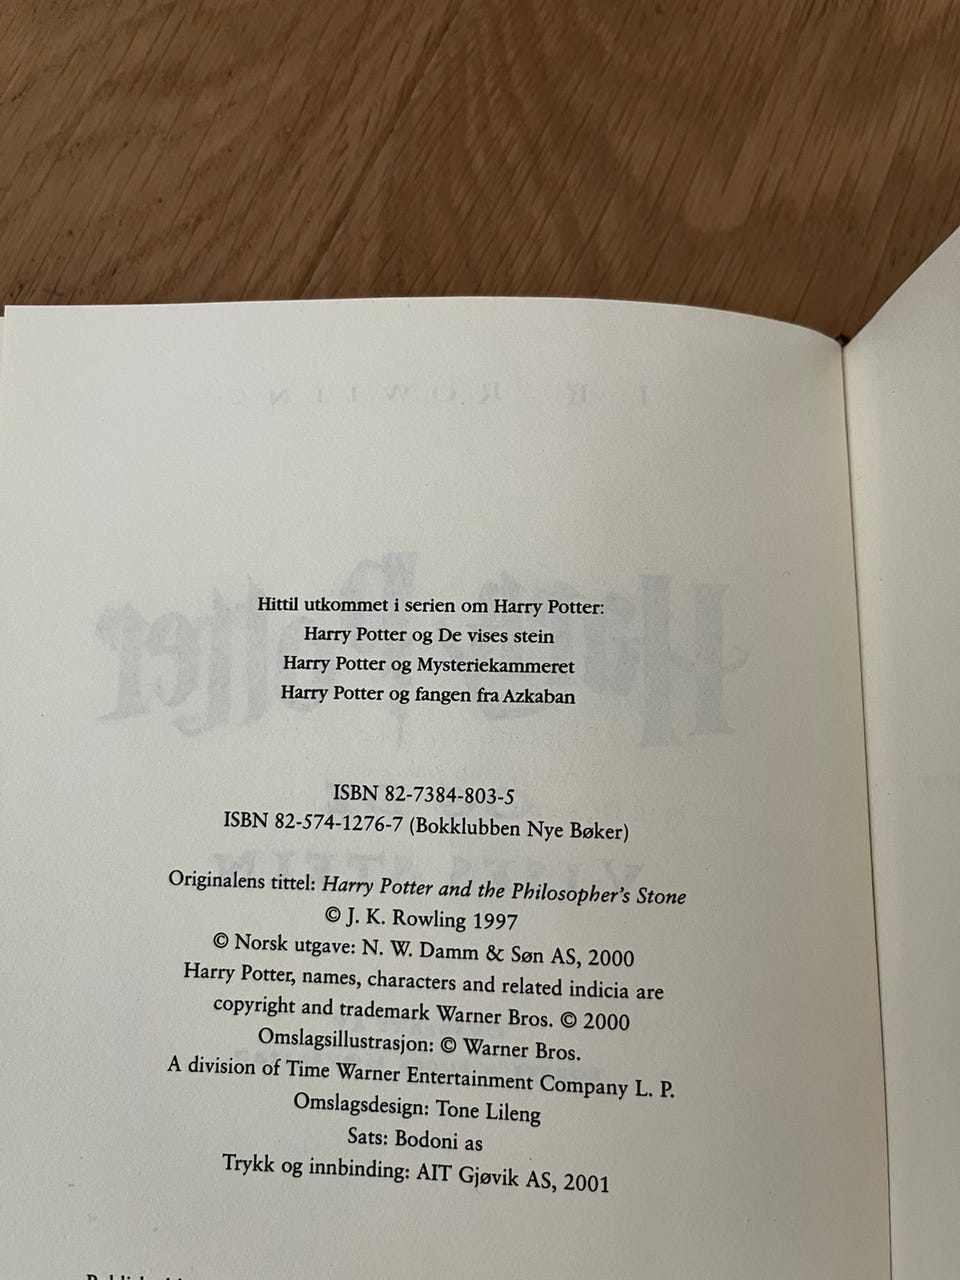 Hittil utkommet i serien om Harry Potter:
Harry Potter og De vises stein
Harry Potter og Mysteriekammeret
Harry Potter og fangen fra Azkaban
ISBN 82-7384-803-5
ISBN 82-574-1276-7 (Bokklubben Nye Bøker)
Originalens tittel: Harry Potter and the Philosopher's Stone
© J. K. Rowling 1997
© Norsk utgave: N. W. Damm & Søn AS, 2000
Harry Potter, names, characters and related indicia are
copyright and trademark Warner Bros. © 2000
Omslagsillustrasjon: © Warner Bros.
A division of Time Warner Entertainment Company L. P.
Omslagsdesign: Tone Lileng
Sats: Bodoni as
Trykk og innbinding: AIT Gjøvik AS, 2001